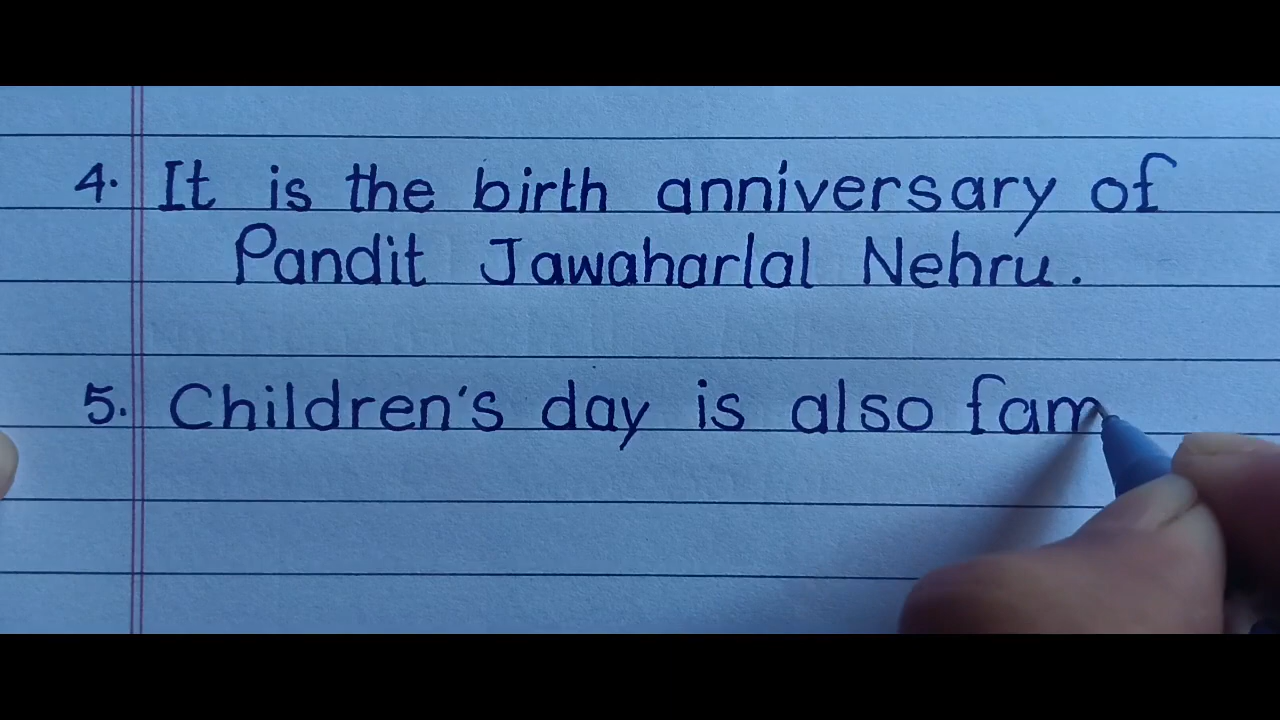 4. It is the birth anniversary of
Pandit Jawaharlal Nehru.
5. Children's day is also fam